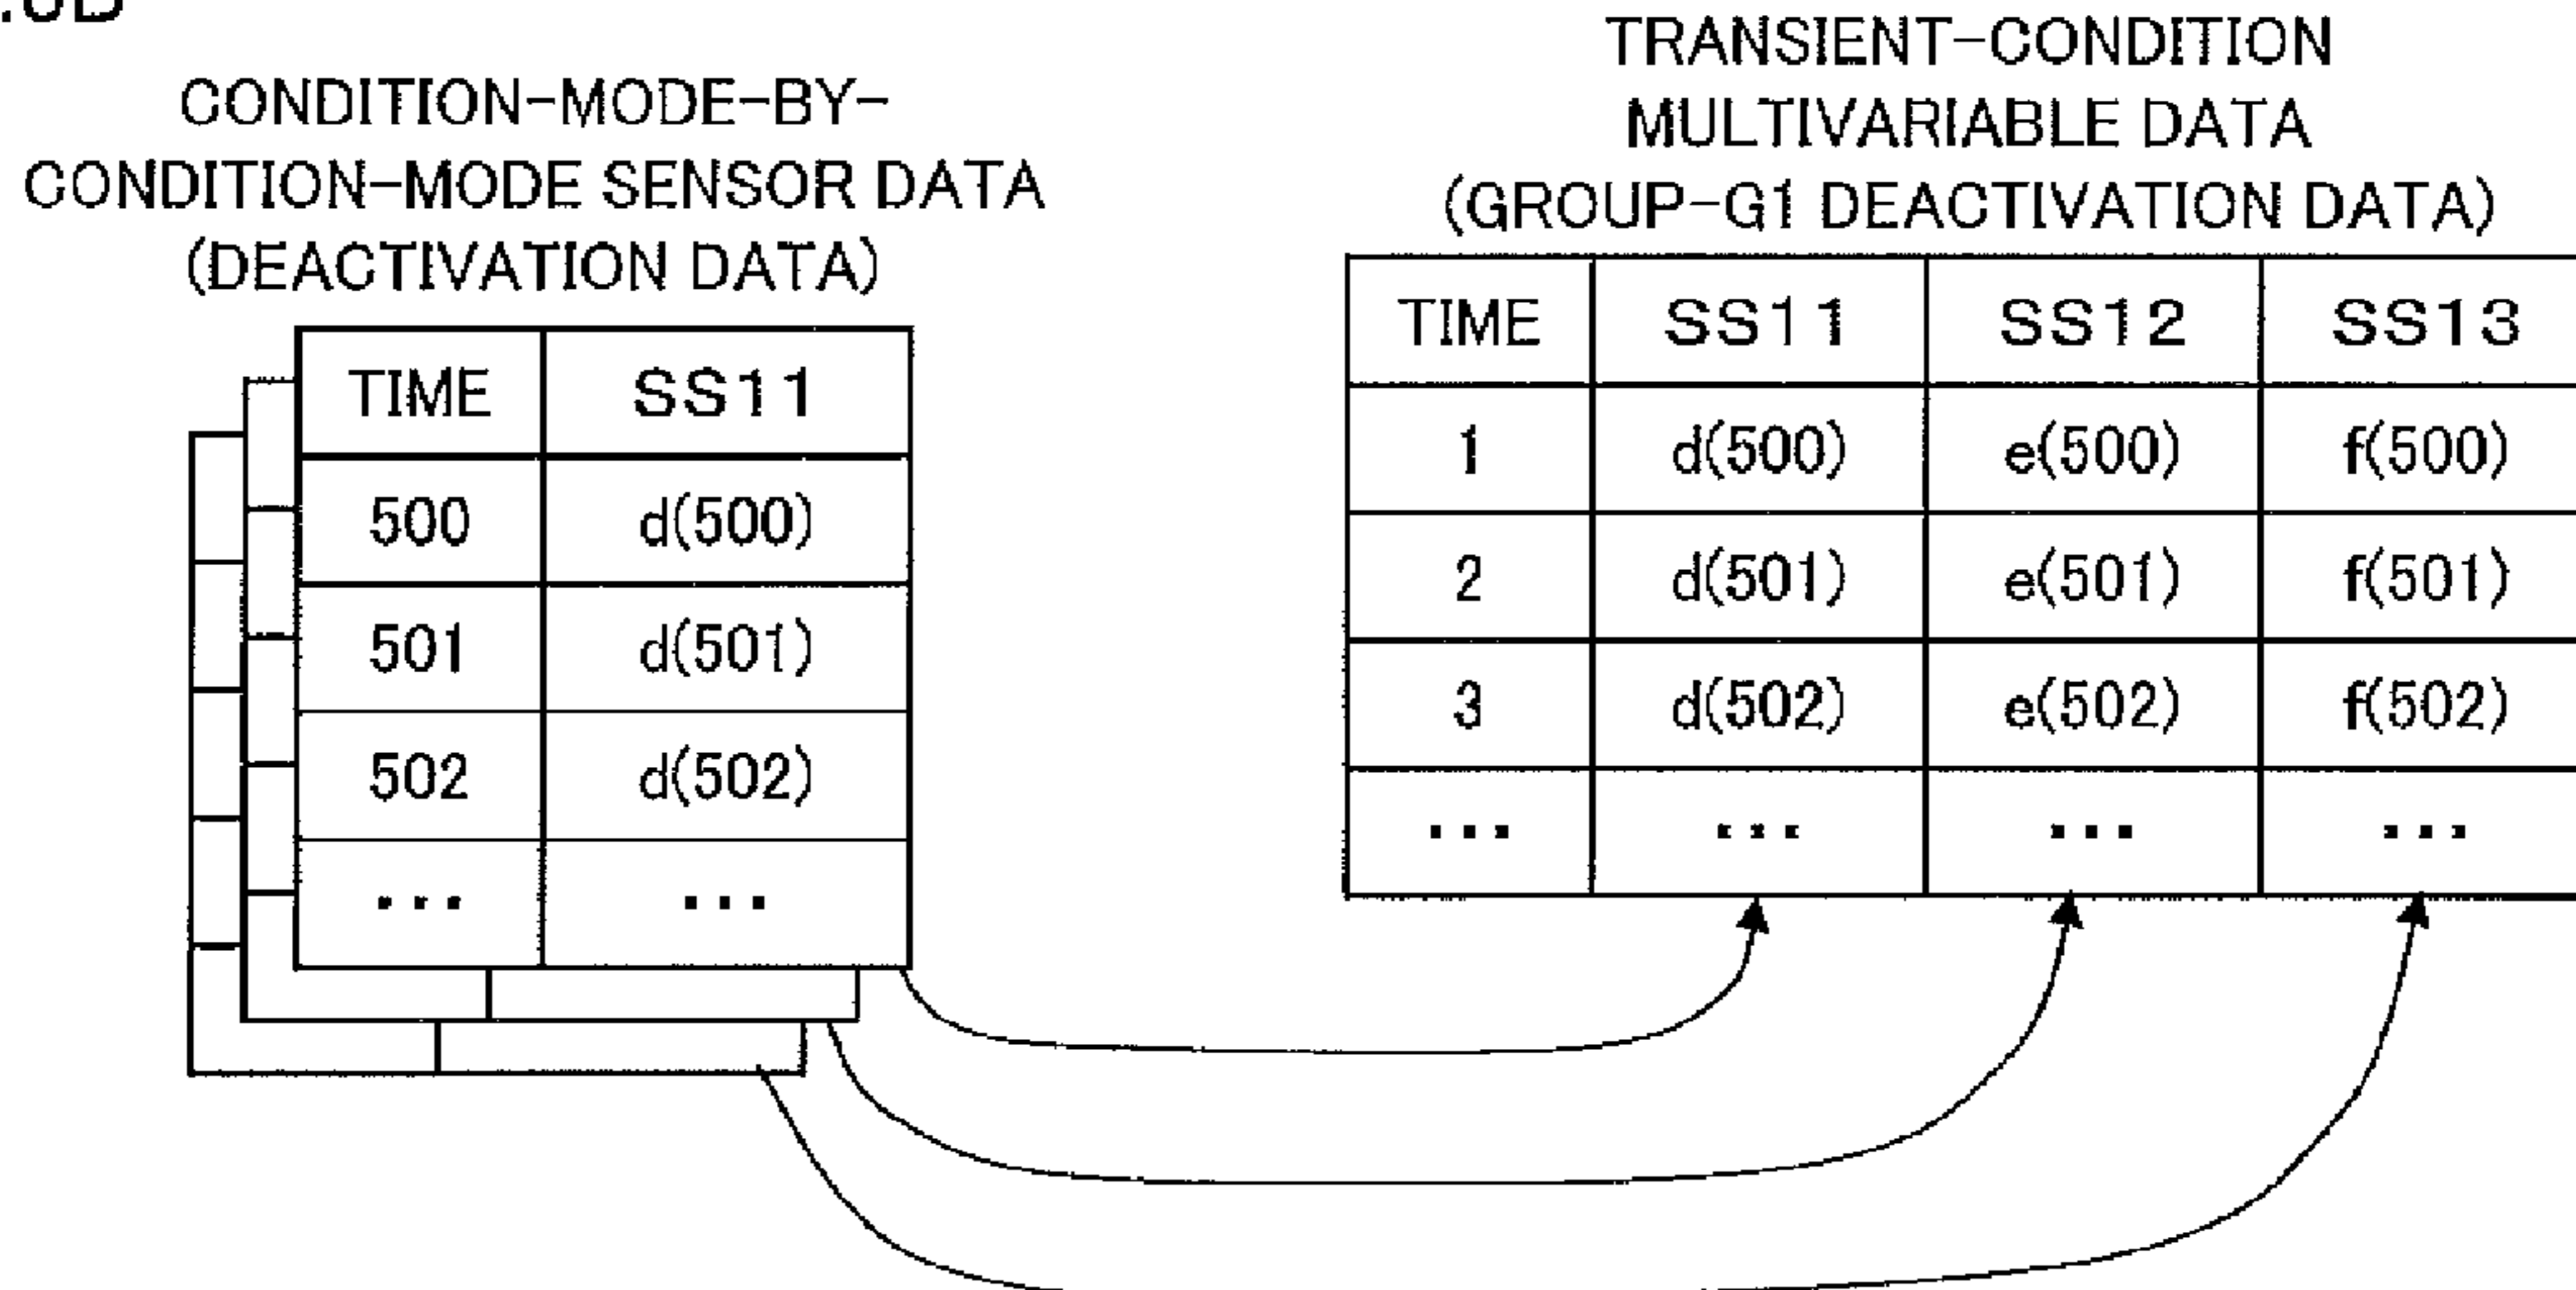 CONDITION-MODE-BY-
CONDITION-MODE SENSOR DATA
(DEACTIVATION DATA)
TIME SS11
500 d(500)
501 d(501)
502 d(502)
... ...
TRANSIENT-CONDITION
MULTIVARIABLE DATA
(GROUP-G1 DEACTIVATION DATA)
TIME SS11 SS12 SS13
1 d(500) e(500) f(500)
2 d(501) e(501) f(501)
3 d(502) e(502) f(502)
... ... ... ...